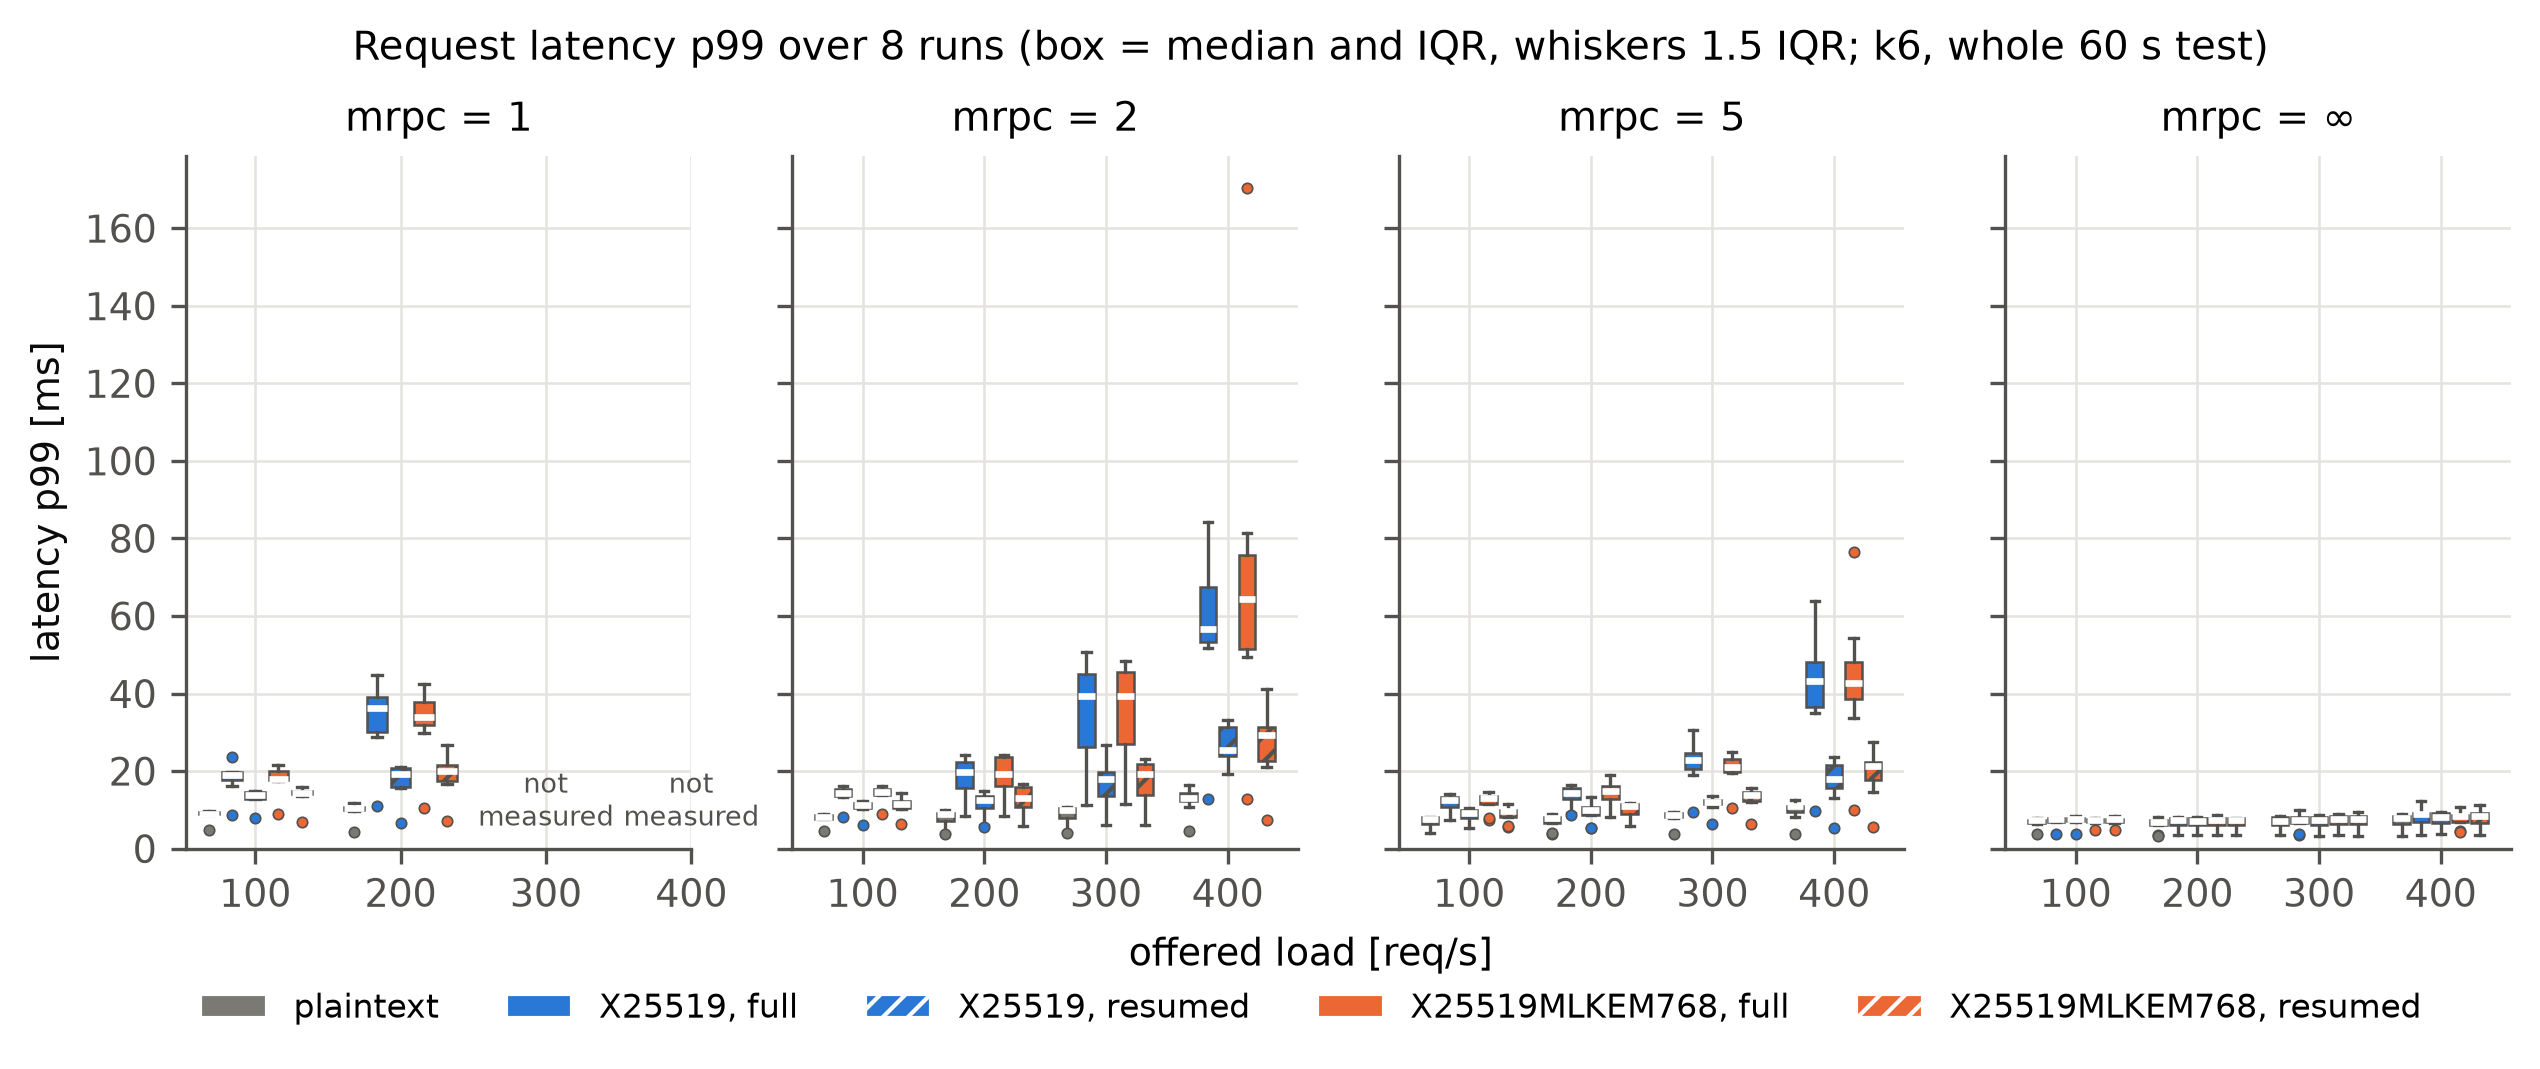 Request latency p99 over 8 runs (box = median and IQR, whiskers 1.5 IQR; k6, whole 60 s test)
mrpc = 1
mrpc = 2
mrpc = 5
mrpc = ∞
latency p99 [ms]
160
140
120
100
80
60
40
20
0
not measured
not measured
100 200 300 400
100 200 300 400
100 200 300 400
100 200 300 400
offered load [req/s]
plaintext
X25519, full
X25519, resumed
X25519MLKEM768, full
X25519MLKEM768, resumed